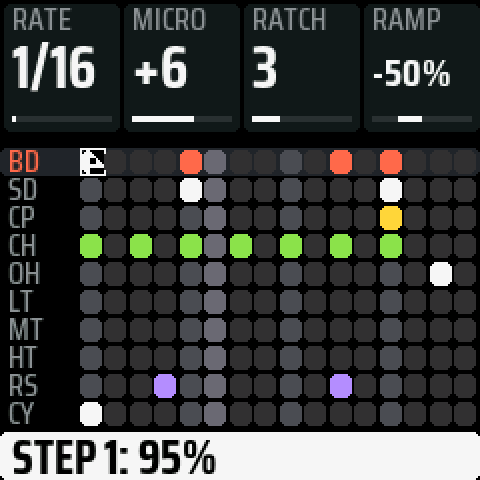 RATE MICRO RATCH RAMP
1/16 +6 3 -50%
BD
SD
CP
CH
OH
LT
MT
HT
RS
CY
STEP 1: 95%